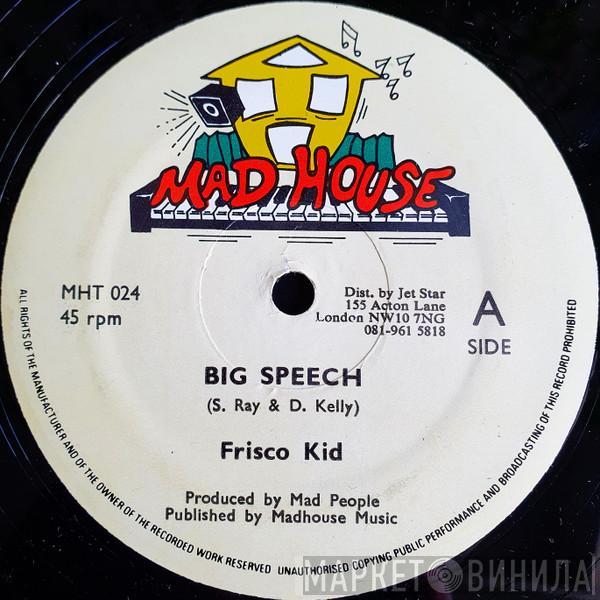 MAD HOUSE
MHT 024
45 rpm
Dist. by Jet Star
155 Acton Lane
London NW10 7NG
081-961 5818
A
SIDE
BIG SPEECH
(S. Ray & D. Kelly)
Frisco Kid
Produced by Mad People
Published by Madhouse Music
ALL RIGHTS OF THE MANUFACTURER AND OF THE OWNER OF THE RECORDED WORK RESERVED UNAUTHORISED COPYING PUBLIC PERFORMANCE AND BROADCASTING OF THIS RECORD PROHIBITED
МАРКЕТ ВИНИЛА